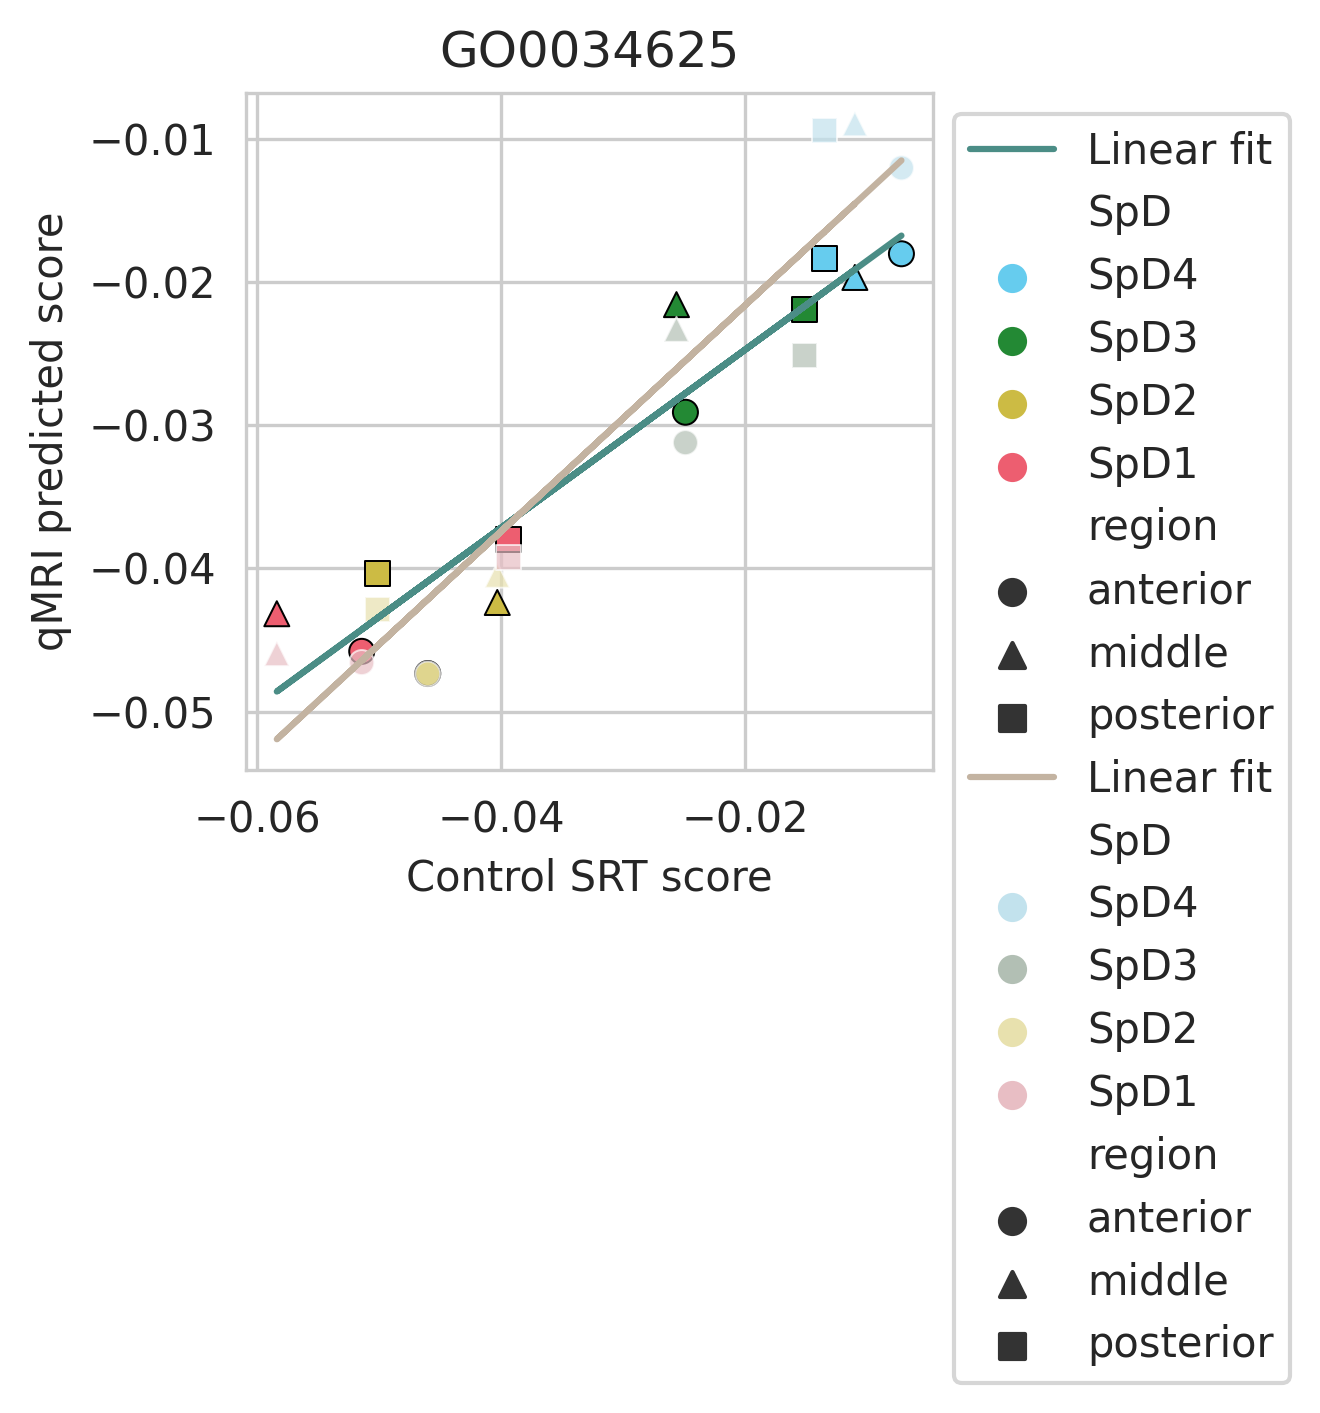 GO0034625
−0.01
−0.02
−0.03
−0.04
−0.05
qMRI predicted score
−0.06
−0.04
−0.02
Control SRT score
Linear fit
SpD
SpD4
SpD3
SpD2
SpD1
region
anterior
middle
posterior
Linear fit
SpD
SpD4
SpD3
SpD2
SpD1
region
anterior
middle
posterior